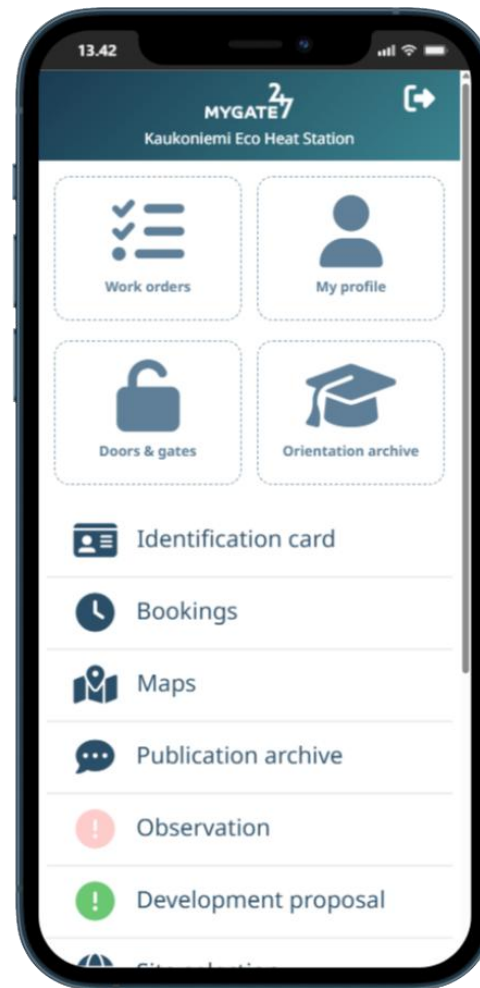 13.42
MYGATE 24/7
Kaukoniemi Eco Heat Station
Work orders
My profile
Doors & gates
Orientation archive
Identification card
Bookings
Maps
Publication archive
Observation
Development proposal